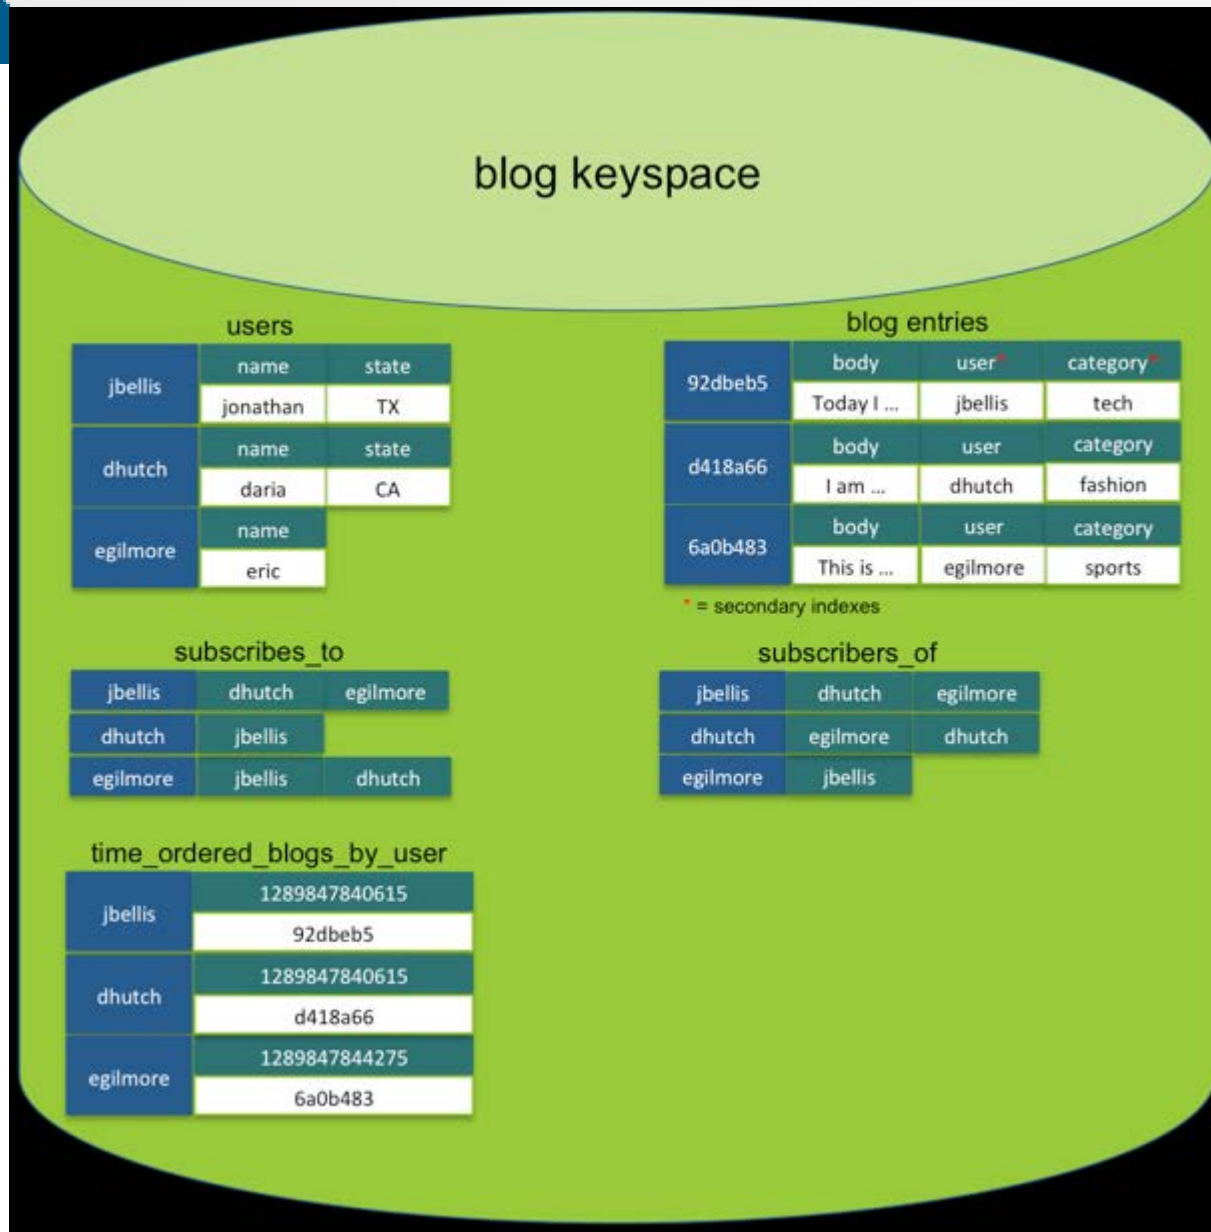 blog keyspace
users
jbellis name state
jonathan TX
dhutch name state
daria CA
egilmore name
eric
blog entries
92dbeb5 body user* category*
Today I ... jbellis tech
d418a66 body user category
I am ... dhutch fashion
6a0b483 body user category
This is ... egilmore sports
* = secondary indexes
subscribes_to
jbellis dhutch egilmore
dhutch jbellis
egilmore jbellis dhutch
subscribers_of
jbellis dhutch egilmore
dhutch egilmore dhutch
egilmore jbellis
time_ordered_blogs_by_user
jbellis 1289847840615
92dbeb5
dhutch 1289847840615
d418a66
egilmore 1289847844275
6a0b483